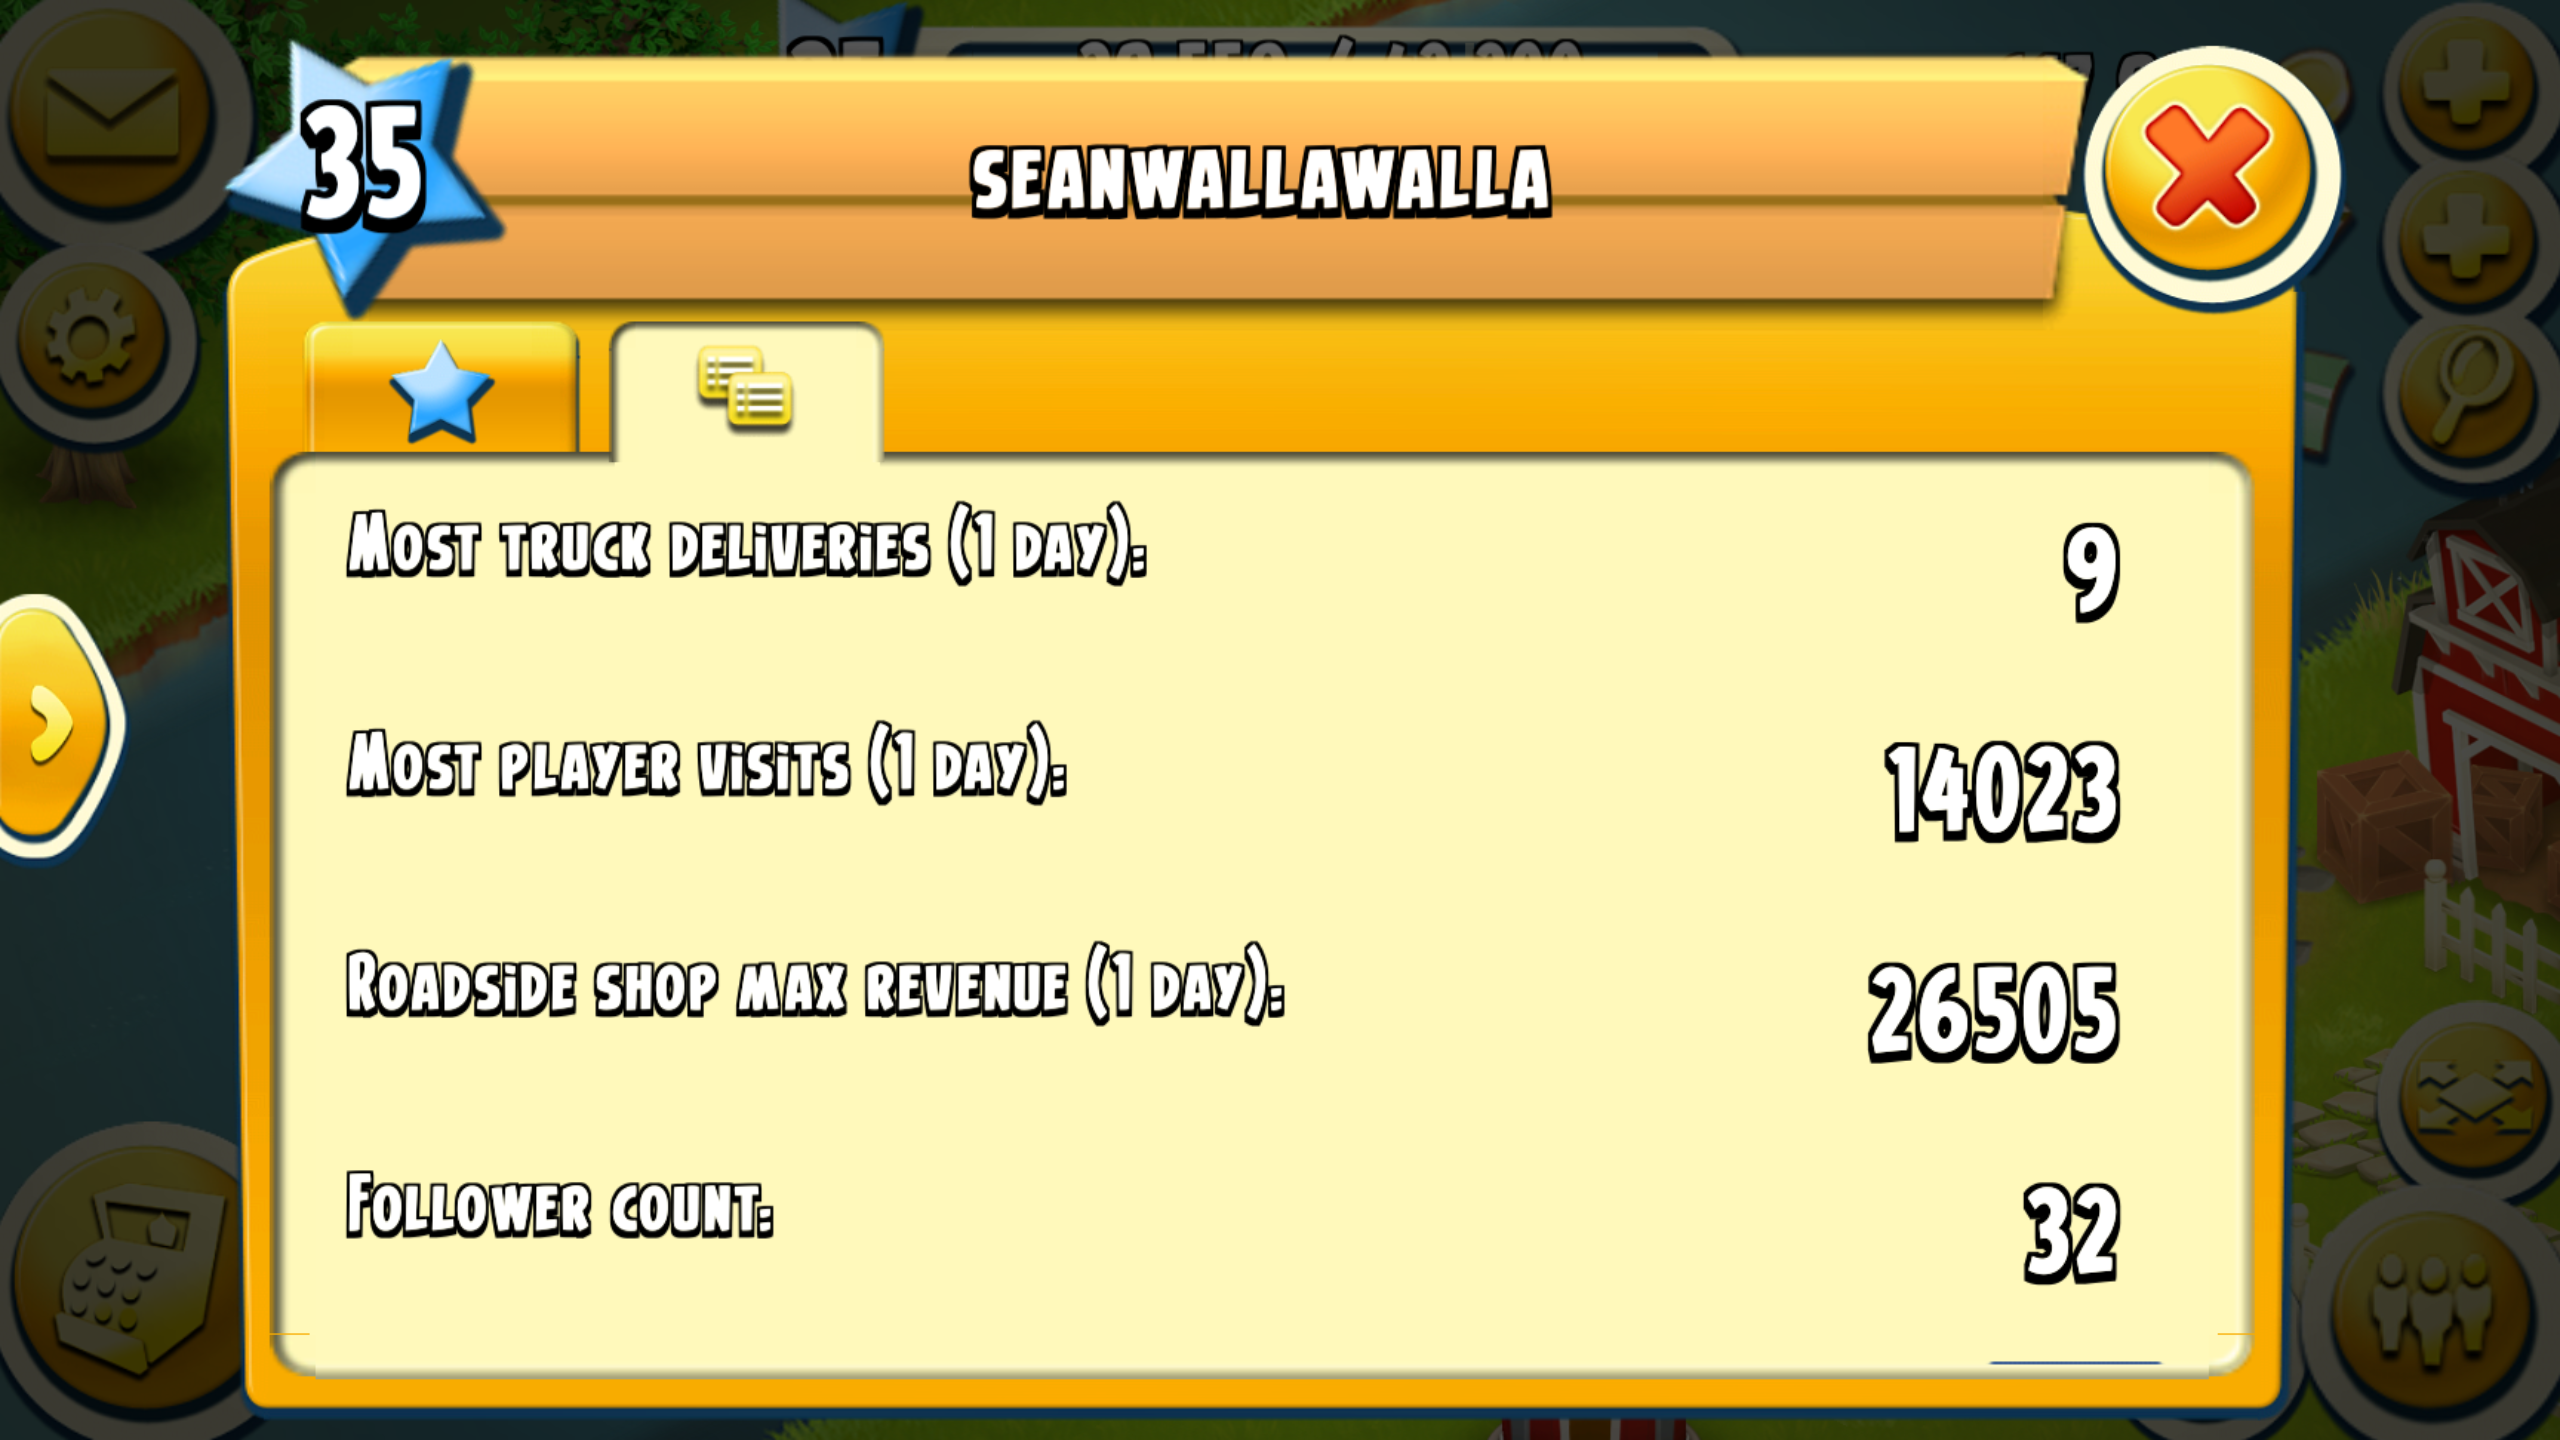 35
SEANWALLAWALLA
MOST TRUCK DELIVERIES (1 DAY): 9
MOST PLAYER VISITS (1 DAY): 14023
ROADSIDE SHOP MAX REVENUE (1 DAY): 26505
FOLLOWER COUNT: 32